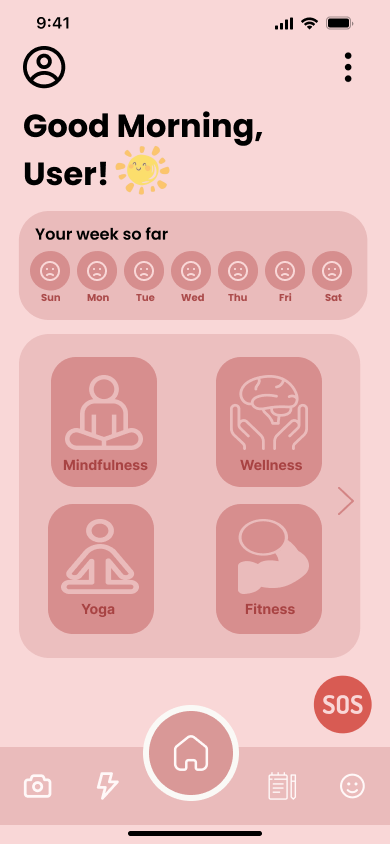 9:41
Good Morning,
User!
Your week so far
Sun Mon Tue Wed Thu Fri Sat
Mindfulness Wellness
Yoga Fitness
SOS